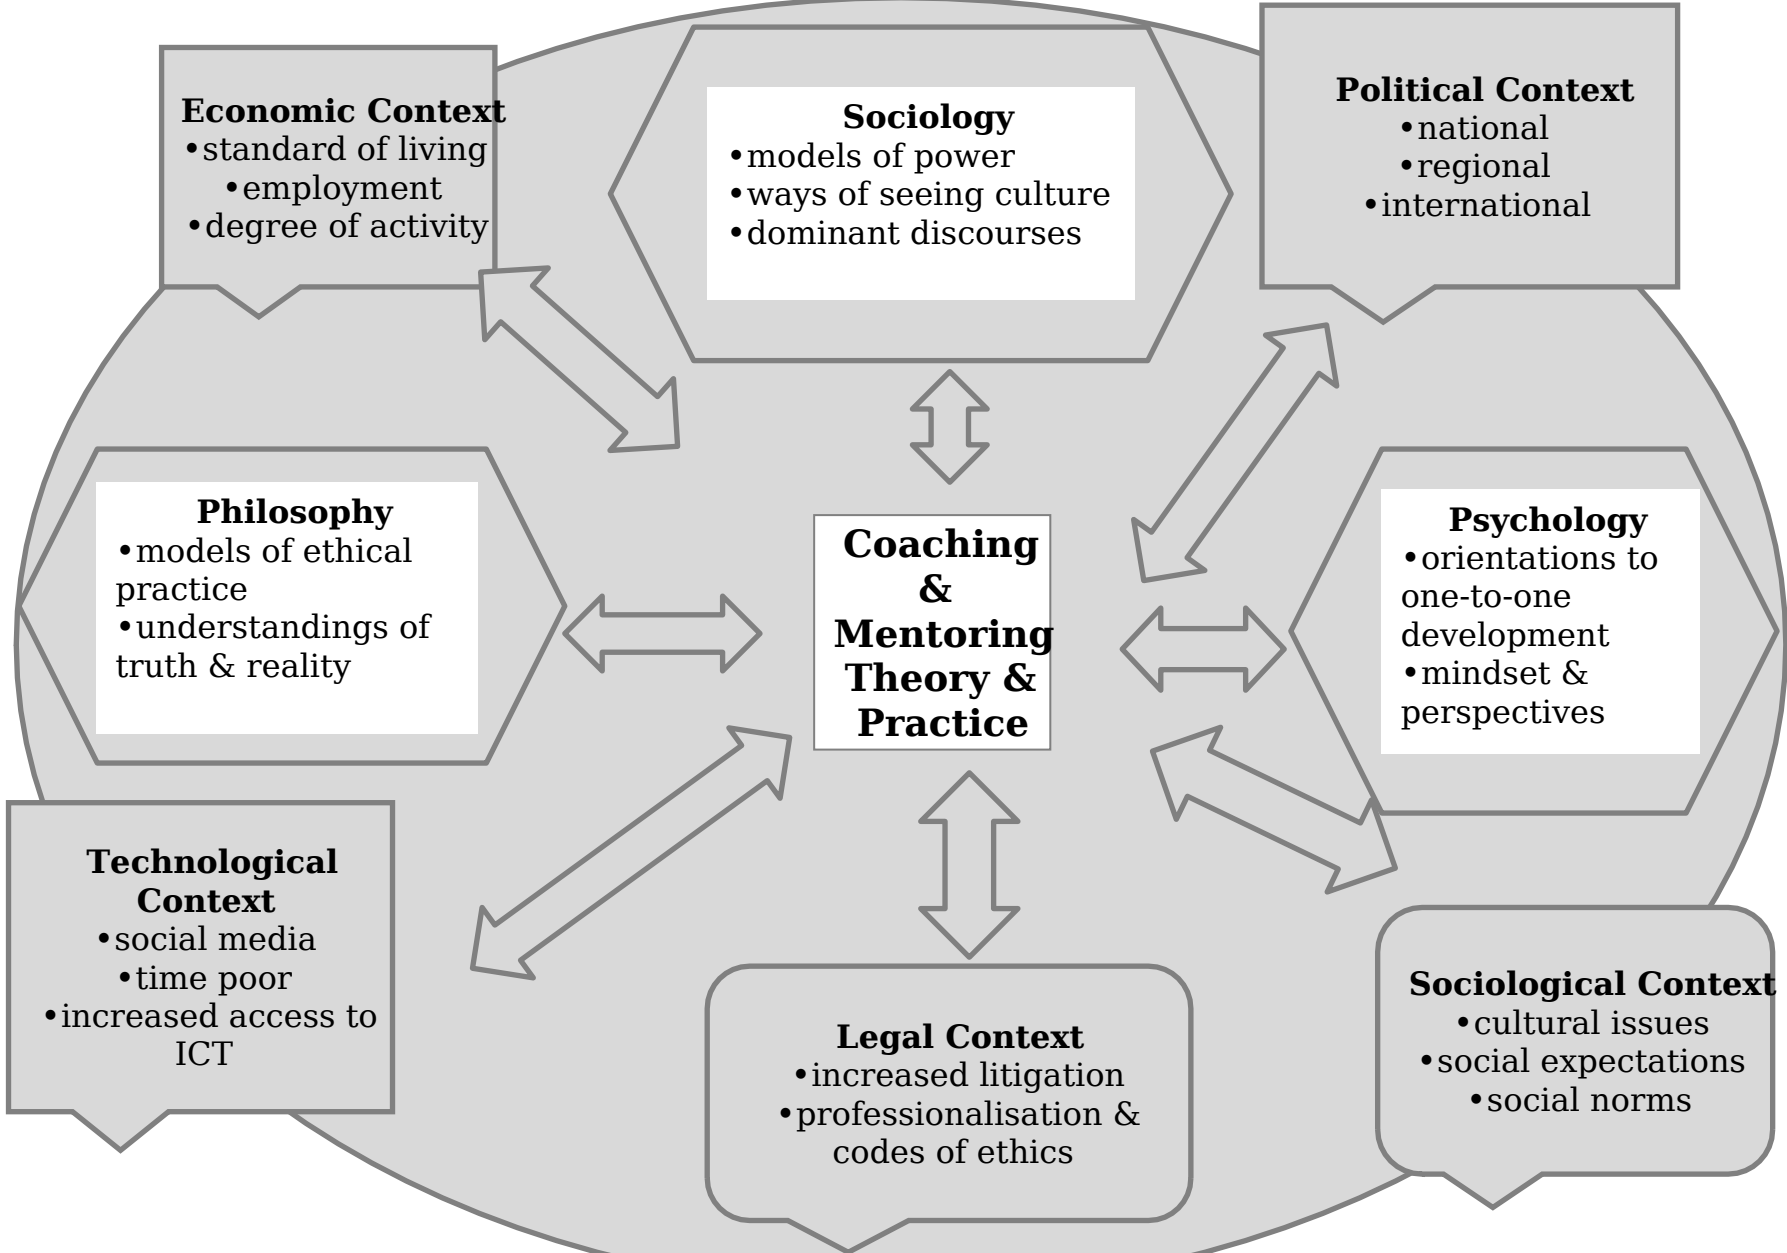 Economic Context
•standard of living
•employment
•degree of activity
Sociology
•models of power
•ways of seeing culture
•dominant discourses
Political Context
•national
•regional
•international
Philosophy
•models of ethical
practice
•understandings of
truth & reality
Coaching
&
Mentoring
Theory &
Practice
Psychology
•orientations to
one-to-one
development
•mindset &
perspectives
Technological
Context
•social media
•time poor
•increased access to
ICT
Legal Context
•increased litigation
•professionalisation &
codes of ethics
Sociological Context
•cultural issues
•social expectations
•social norms